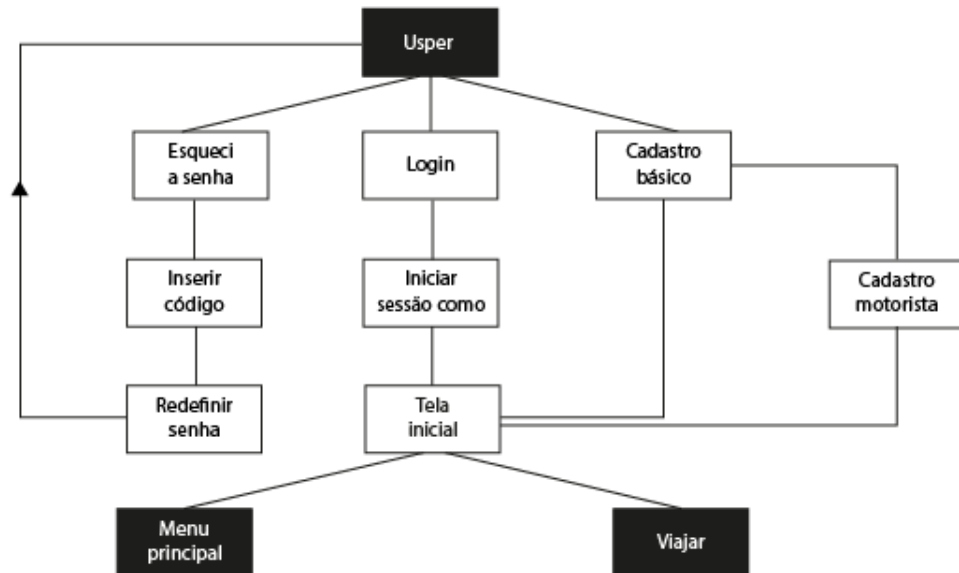 Usper
Esqueci
a senha
Login
Cadastro
básico
Inserir
código
Iniciar
sessão como
Cadastro
motorista
Redefinir
senha
Tela
inicial
Menu
principal
Viajar